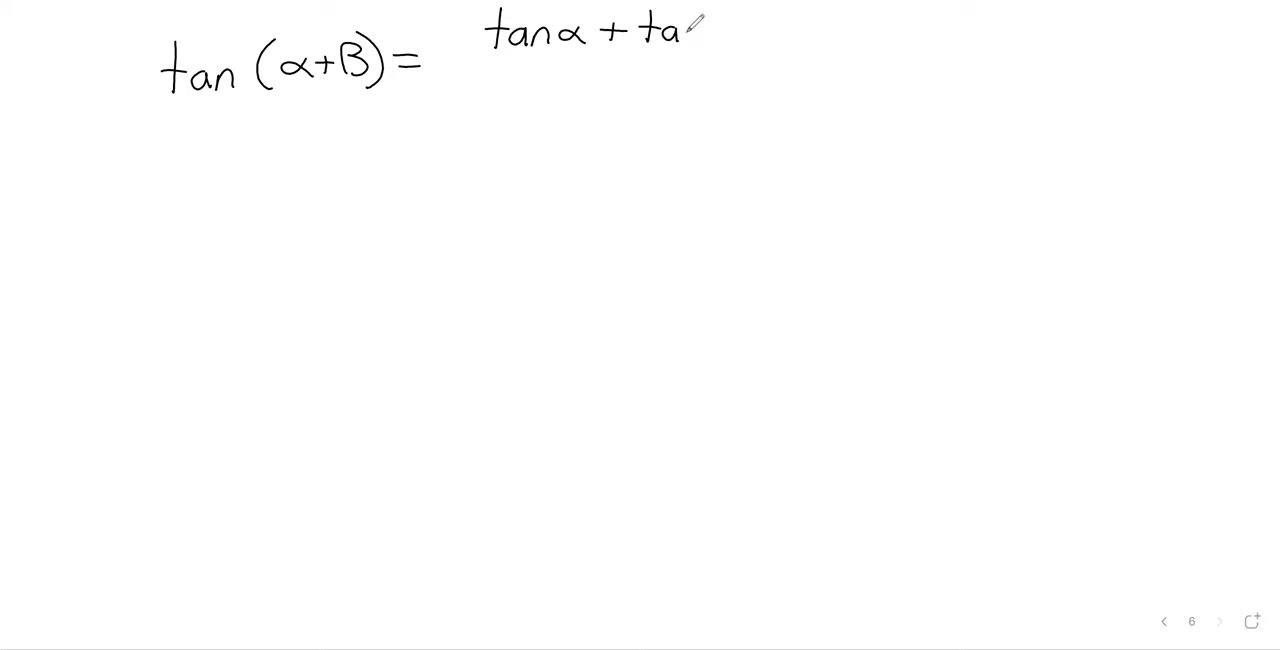 tan (α+β) = tanα + ta
6